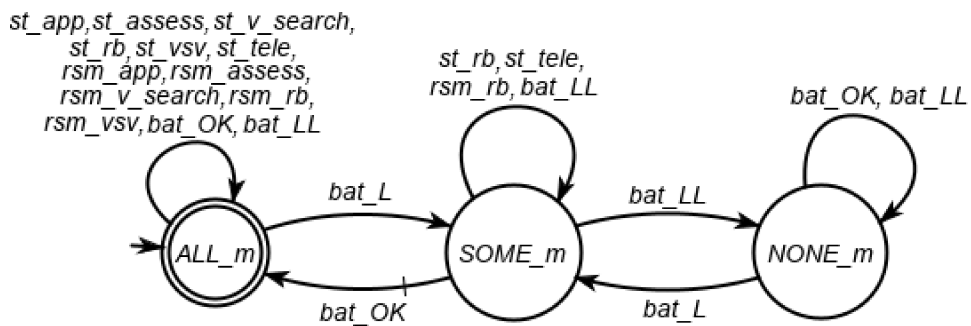 st_app,st_assess,st_v_search,
st_rb,st_vsv,st_tele,
rsm_app,rsm_assess,
rsm_v_search,rsm_rb,
rsm_vsv,bat_OK,bat_LL
st_rb,st_tele,
rsm_rb,bat_LL
bat_OK, bat_LL
bat_L
bat_LL
ALL_m
SOME_m
NONE_m
bat_OK
bat_L